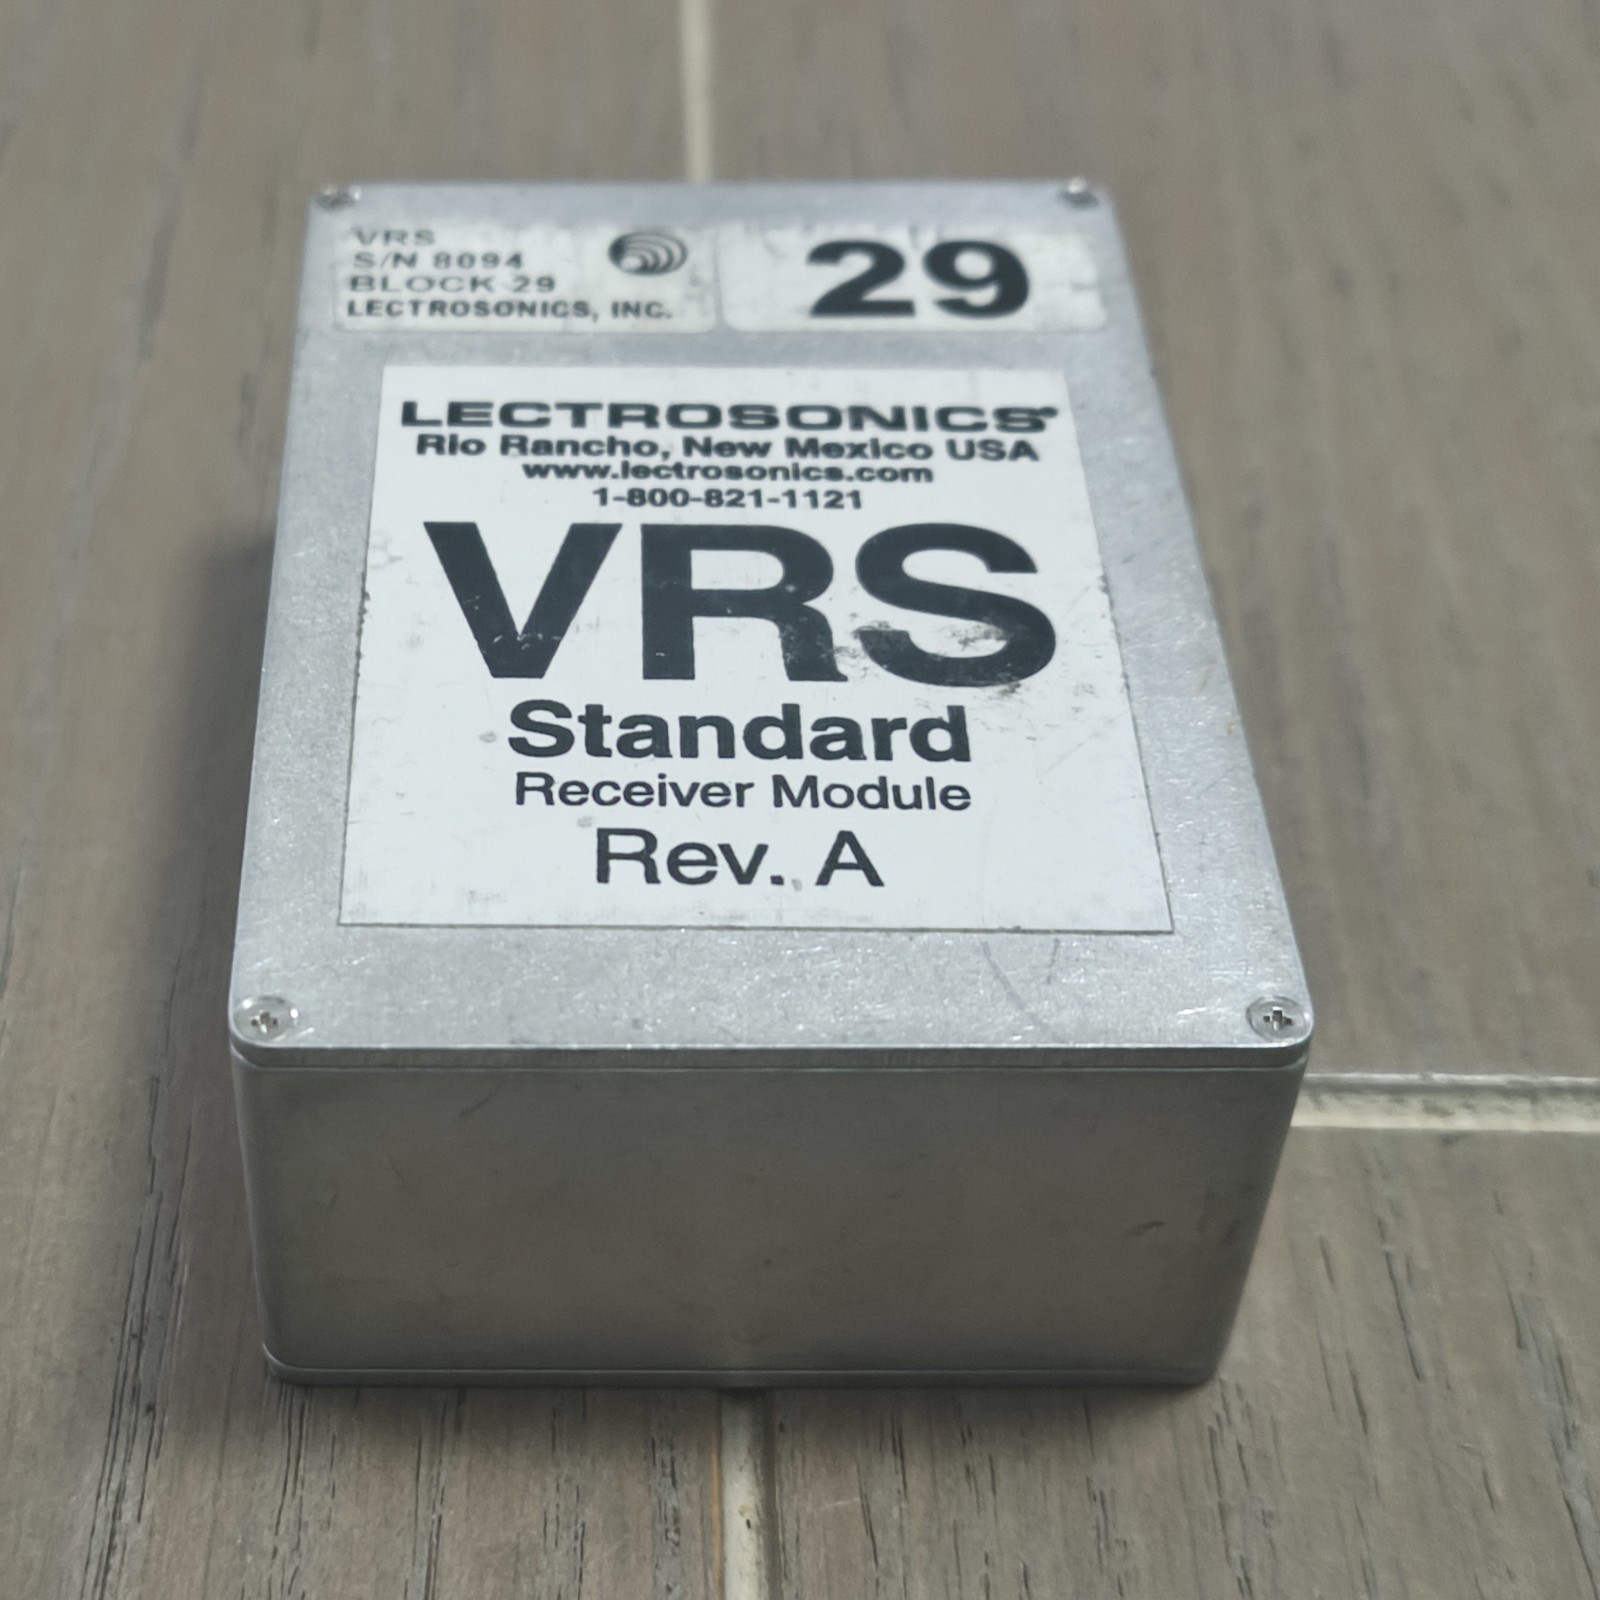 VRS
S/N 8094
BLOCK 29
LECTROSONICS, INC.
29
LECTROSONICS®
Rio Rancho, New Mexico USA
www.lectrosonics.com
1-800-821-1121
VRS
Standard
Receiver Module
Rev. A